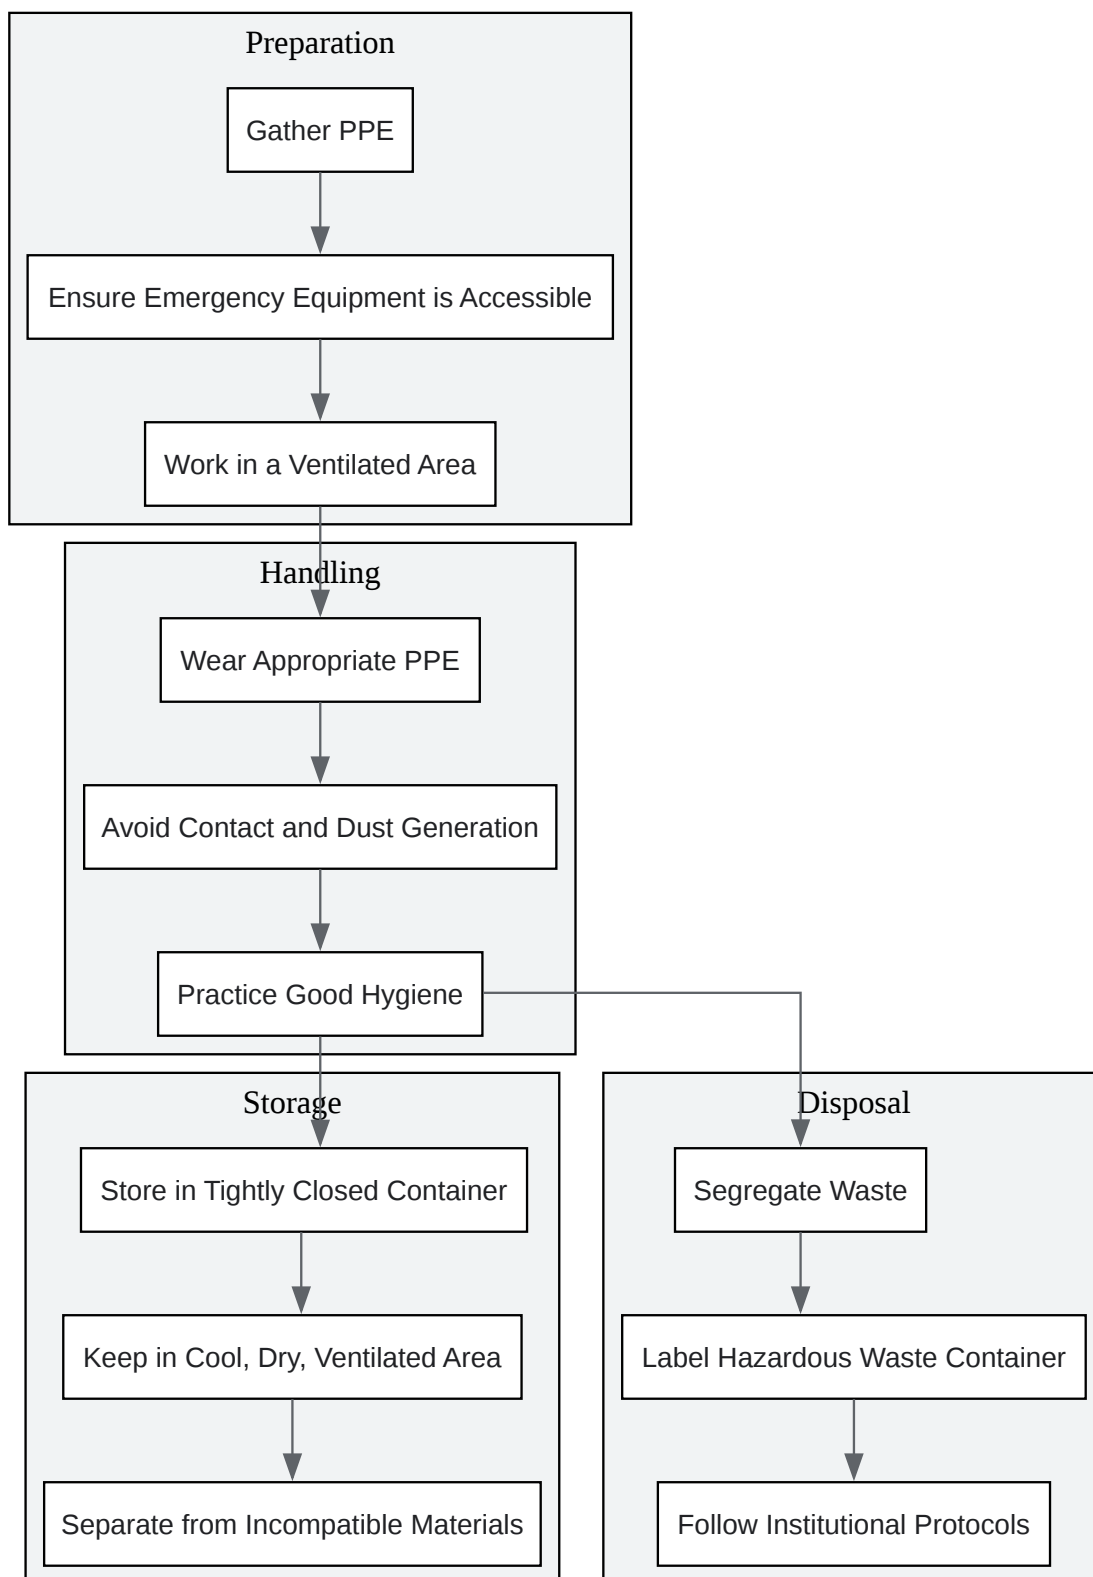 Preparation
Gather PPE
Ensure Emergency Equipment is Accessible
Work in a Ventilated Area
Handling
Wear Appropriate PPE
Avoid Contact and Dust Generation
Practice Good Hygiene
Storage
Store in Tightly Closed Container
Keep in Cool, Dry, Ventilated Area
Separate from Incompatible Materials
Disposal
Segregate Waste
Label Hazardous Waste Container
Follow Institutional Protocols